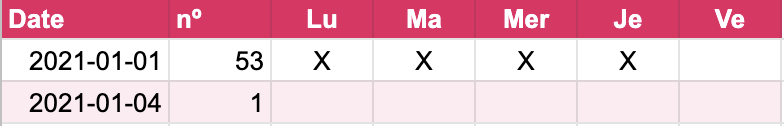 Date nº Lu Ma Mer Je Ve
2021-01-01 53 X X X X
2021-01-04 1